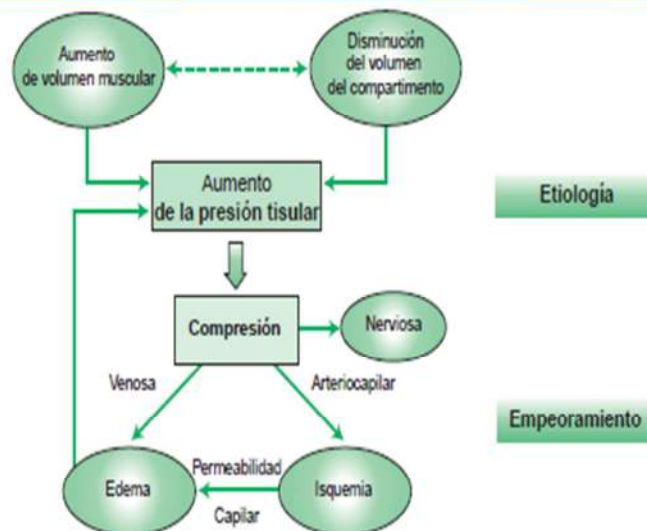 Aumento
de volumen muscular
Disminución
del volumen
del compartimento
Aumento
de la presión tisular
Etiología
Compresión
Nerviosa
Venosa
Arteriocapilar
Empeoramiento
Edema
Permeabilidad
Capilar
Isquemia